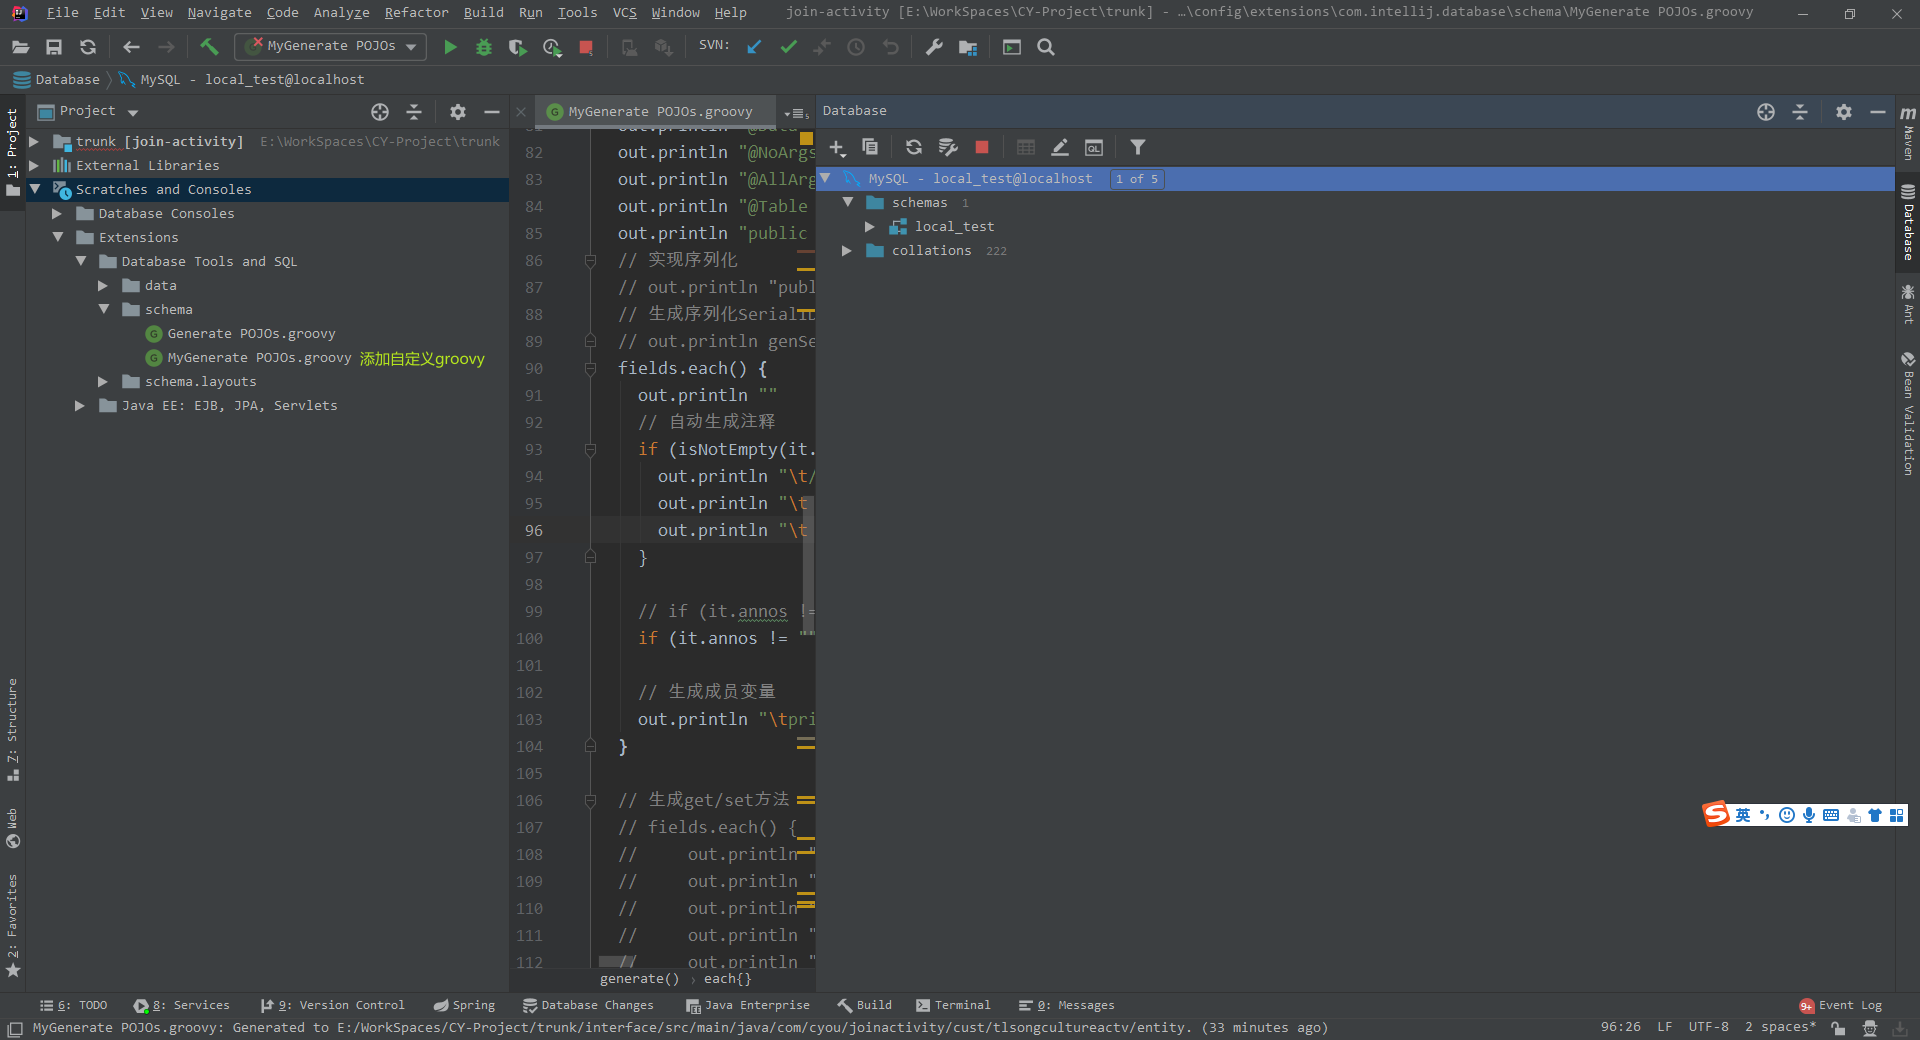 File Edit View Navigate Code Analyze Refactor Build Run Tools VCS Window Help join-activity [E:\WorkSpaces\CY-Project\trunk] - ...\config\extensions\com.intellij.database\schema\MyGenerate POJOs.groovy
MyGenerate POJOs SVN:
Database MySQL - local_test@localhost
1: Project
7: Structure
Web
2: Favorites
Project
trunk [join-activity] E:\WorkSpaces\CY-Project\trunk
External Libraries
Scratches and Consoles
Database Consoles
Extensions
Database Tools and SQL
data
schema
Generate POJOs.groovy
MyGenerate POJOs.groovy 添加自定义groovy
schema.layouts
Java EE: EJB, JPA, Servlets
MyGenerate POJOs.groovy
82 out.println "@NoArgs
83 out.println "@AllArg
84 out.println "@Table
85 out.println "public
86 // 实现序列化
87 // out.println "publ
88 // 生成序列化Seriali
89 // out.println genSe
90 fields.each() {
91 out.println ""
92 // 自动生成注释
93 if (isNotEmpty(it.
94 out.println "\t/
95 out.println "\t
96 out.println "\t
97 }
98
99 // if (it.annos !=
100 if (it.annos != ""
101
102 // 生成成员变量
103 out.println "\tpri
104 }
105
106 // 生成get/set方法
107 // fields.each() {
108 // out.println "
109 // out.println "
110 // out.println
111 // out.println "
112 // out.println "
generate() › each{}
Database
MySQL - local_test@localhost 1 of 5
schemas 1
local_test
collations 222
m Maven
Database
Ant
Bean Validation
英
6: TODO 8: Services 9: Version Control Spring Database Changes Java Enterprise Build Terminal 0: Messages 9+ Event Log
MyGenerate POJOs.groovy: Generated to E:/WorkSpaces/CY-Project/trunk/interface/src/main/java/com/cyou/joinactivity/cust/tlsongcultureactv/entity. (33 minutes ago) 96:26 LF UTF-8 2 spaces*